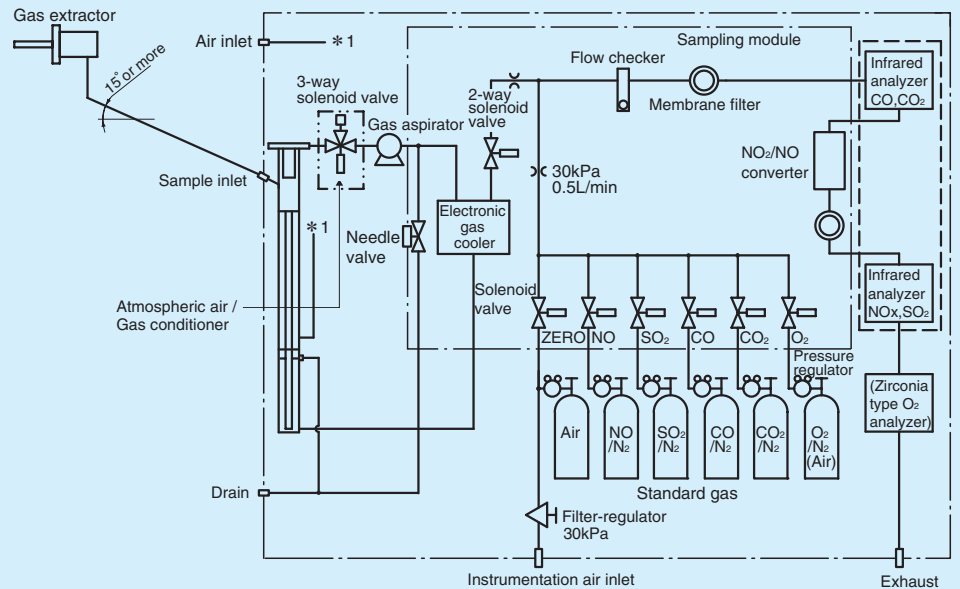 Gas extractor
15° or more
Air inlet
*1
Sampling module
Flow checker
Membrane filter
Infrared
analyzer
CO,CO₂
3-way
solenoid valve
Gas aspirator
2-way
solenoid
valve
30kPa
0.5L/min
NO₂/NO
converter
Sample inlet
*1
Needle
valve
Electronic
gas
cooler
Atmospheric air /
Gas conditioner
Solenoid
valve
Infrared
analyzer
NOx,SO₂
ZERO
NO
SO₂
CO
CO₂
O₂
Pressure
regulator
(Zirconia
type O₂
analyzer)
Air
NO
/N₂
SO₂
/N₂
CO
/N₂
CO₂
/N₂
O₂
/N₂
(Air)
Standard gas
Drain
Filter-regulator
30kPa
Instrumentation air inlet
Exhaust